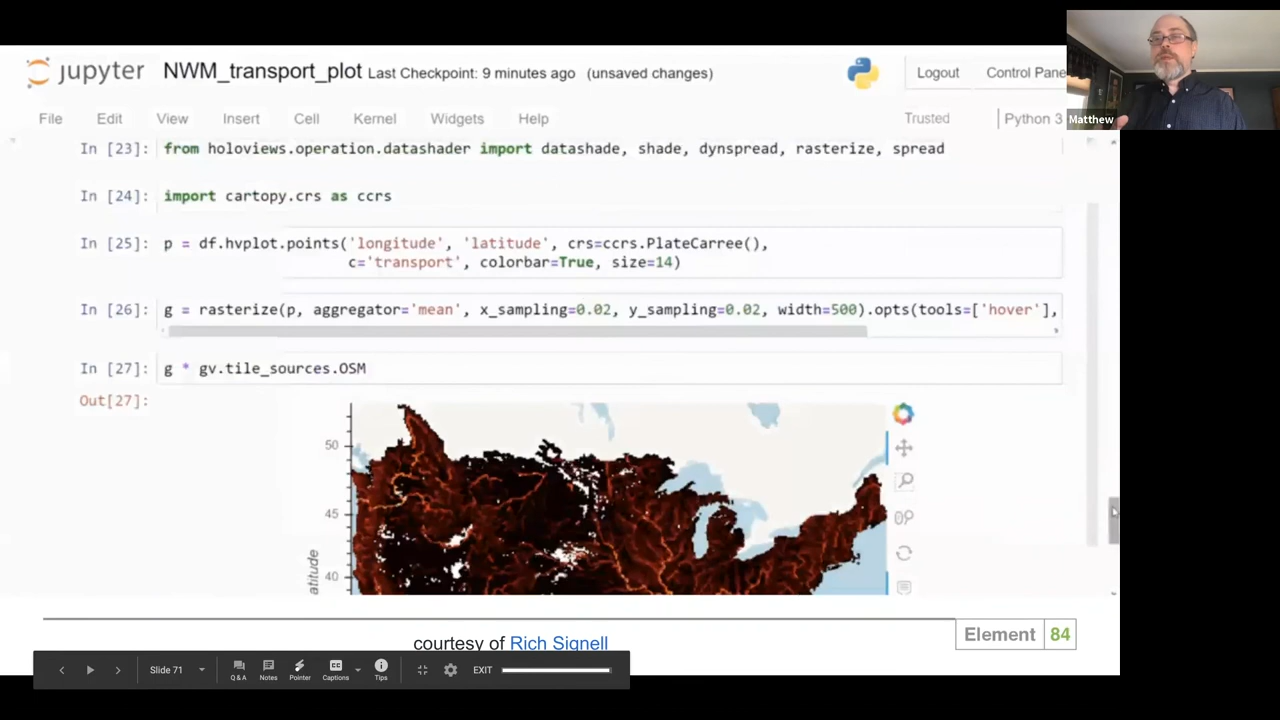 jupyter NWM_transport_plot Last Checkpoint: 9 minutes ago (unsaved changes) Logout Control Pane
Matthew
File Edit View Insert Cell Kernel Widgets Help Trusted Python 3
In [23]: from holoviews.operation.datashader import datashade, shade, dynspread, rasterize, spread
In [24]: import cartopy.crs as ccrs
In [25]: p = df.hvplot.points('longitude', 'latitude', crs=ccrs.PlateCarree(),
c='transport', colorbar=True, size=14)
In [26]: g = rasterize(p, aggregator='mean', x_sampling=0.02, y_sampling=0.02, width=500).opts(tools=['hover'],
In [27]: g * gv.tile_sources.OSM
Out[27]:
50
45
40
atitude
courtesy of Rich Signell
Element 84
Slide 71 Q & A Notes Pointer Captions Tips EXIT